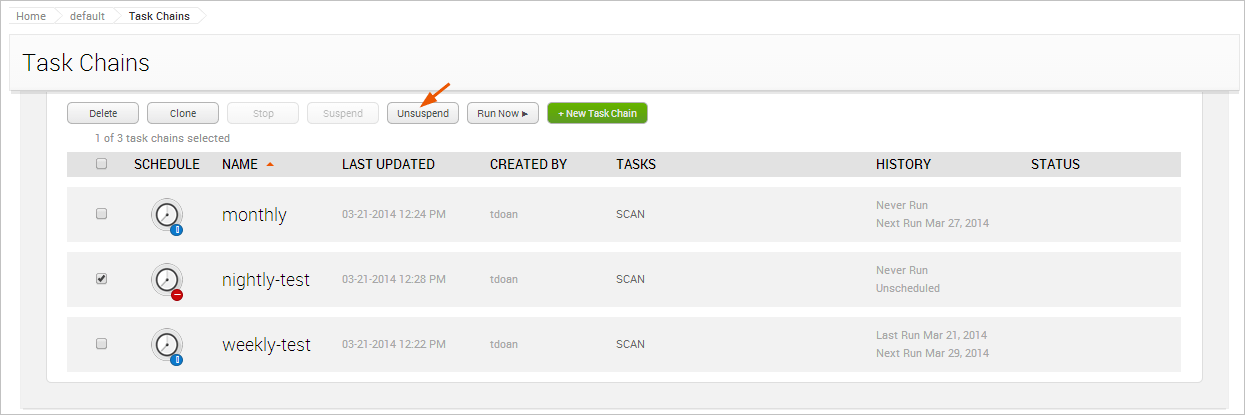 Home default Task Chains
Task Chains
Delete Clone Stop Suspend Unsuspend Run Now + New Task Chain
1 of 3 task chains selected
SCHEDULE NAME LAST UPDATED CREATED BY TASKS HISTORY STATUS
monthly 03-21-2014 12:24 PM tdoan SCAN Never Run
Next Run Mar 27, 2014
nightly-test 03-21-2014 12:28 PM tdoan SCAN Never Run
Unscheduled
weekly-test 03-21-2014 12:22 PM tdoan SCAN Last Run Mar 21, 2014
Next Run Mar 29, 2014